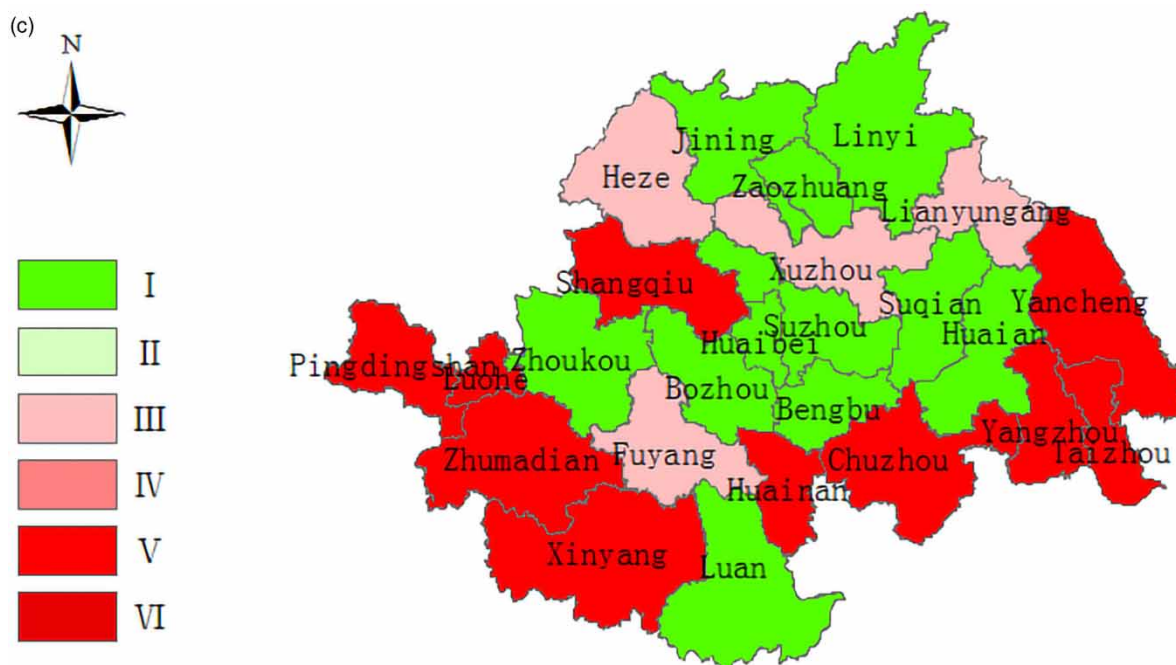 (c)
N
Jining
Linyi
Heze
Zaozhuang
Lianyungang
Xuzhou
Shangqiu
Suqian
Yancheng
Suzhou
Huaian
Huaibei
Zhoukou
Pingdingshan
Luohe
Bozhou
Bengbu
Yangzhou
Taizhou
Zhumadian
Fuyang
Chuzhou
Huainan
Xinyang
Luan
I
II
III
IV
V
VI